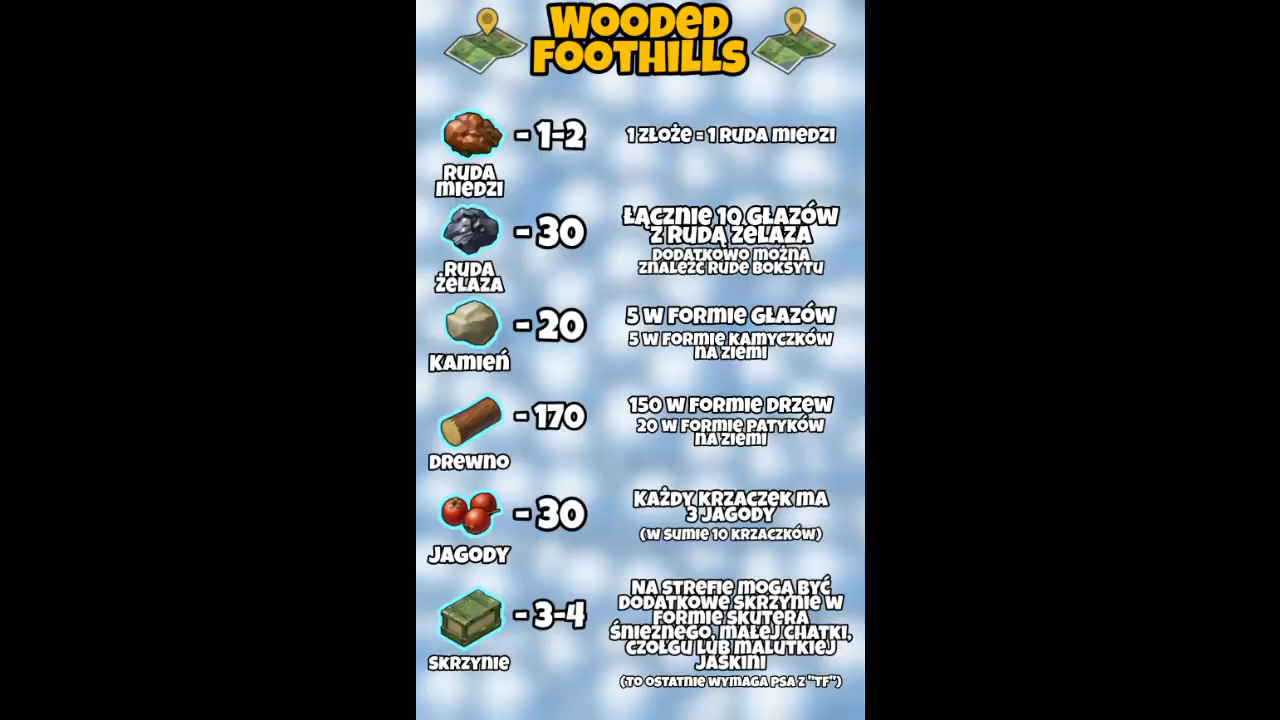 WOODED
FOOTHILLS
- 1-2
1 ZŁOŻE = 1 RUDA MIEDZI
RUDA
MIEDZI
- 30
ŁĄCZNIE 10 GŁAZÓW
Z RUDĄ ŻELAZA
DODATKOWO MOŻNA
ZNALEŹĆ RUDE BOKSYTU
RUDA
ŻELAZA
- 20
5 W FORMIE GŁAZÓW
5 W FORMIE KAMYCZKÓW
NA ZIEMI
KAMIEŃ
- 170
150 W FORMIE DRZEW
20 W FORMIE PATYKÓW
NA ZIEMI
DREWNO
- 30
KAŻDY KRZACZEK MA
3 JAGODY
(W SUMIE 10 KRZACZKÓW)
JAGODY
- 3-4
NA STREFIE MOGĄ BYĆ
DODATKOWE SKRZYNIE W
FORMIE SKUTERA
ŚNIEŻNEGO, MAŁEJ CHATKI,
CZOŁGU LUB MALUTKIEJ
JASKINI
(TO OSTATNIE WYMAGA PSA Z "TF")
SKRZYNIE